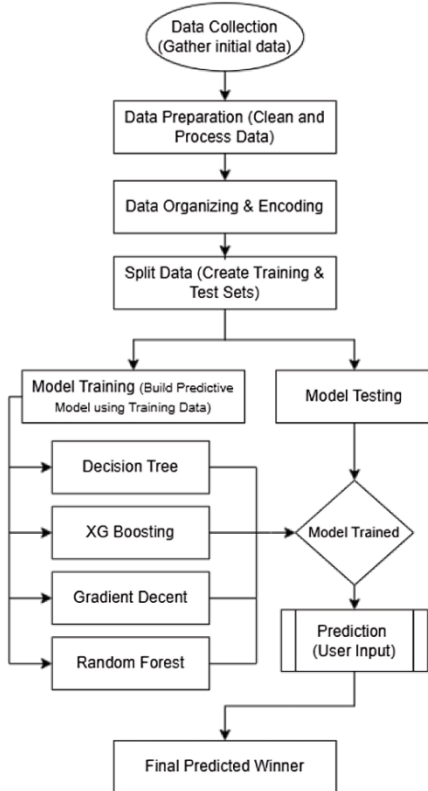 Data Collection
(Gather initial data)
Data Preparation (Clean and
Process Data)
Data Organizing & Encoding
Split Data (Create Training &
Test Sets)
Model Training (Build Predictive
Model using Training Data)
Model Testing
Decision Tree
XG Boosting
Model Trained
Gradient Decent
Random Forest
Prediction
(User Input)
Final Predicted Winner